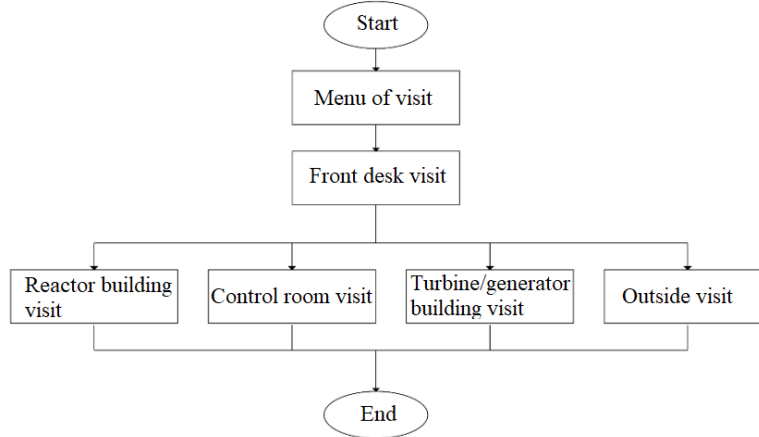 Start
Menu of visit
Front desk visit
Reactor building
visit
Control room visit
Turbine/generator
building visit
Outside visit
End